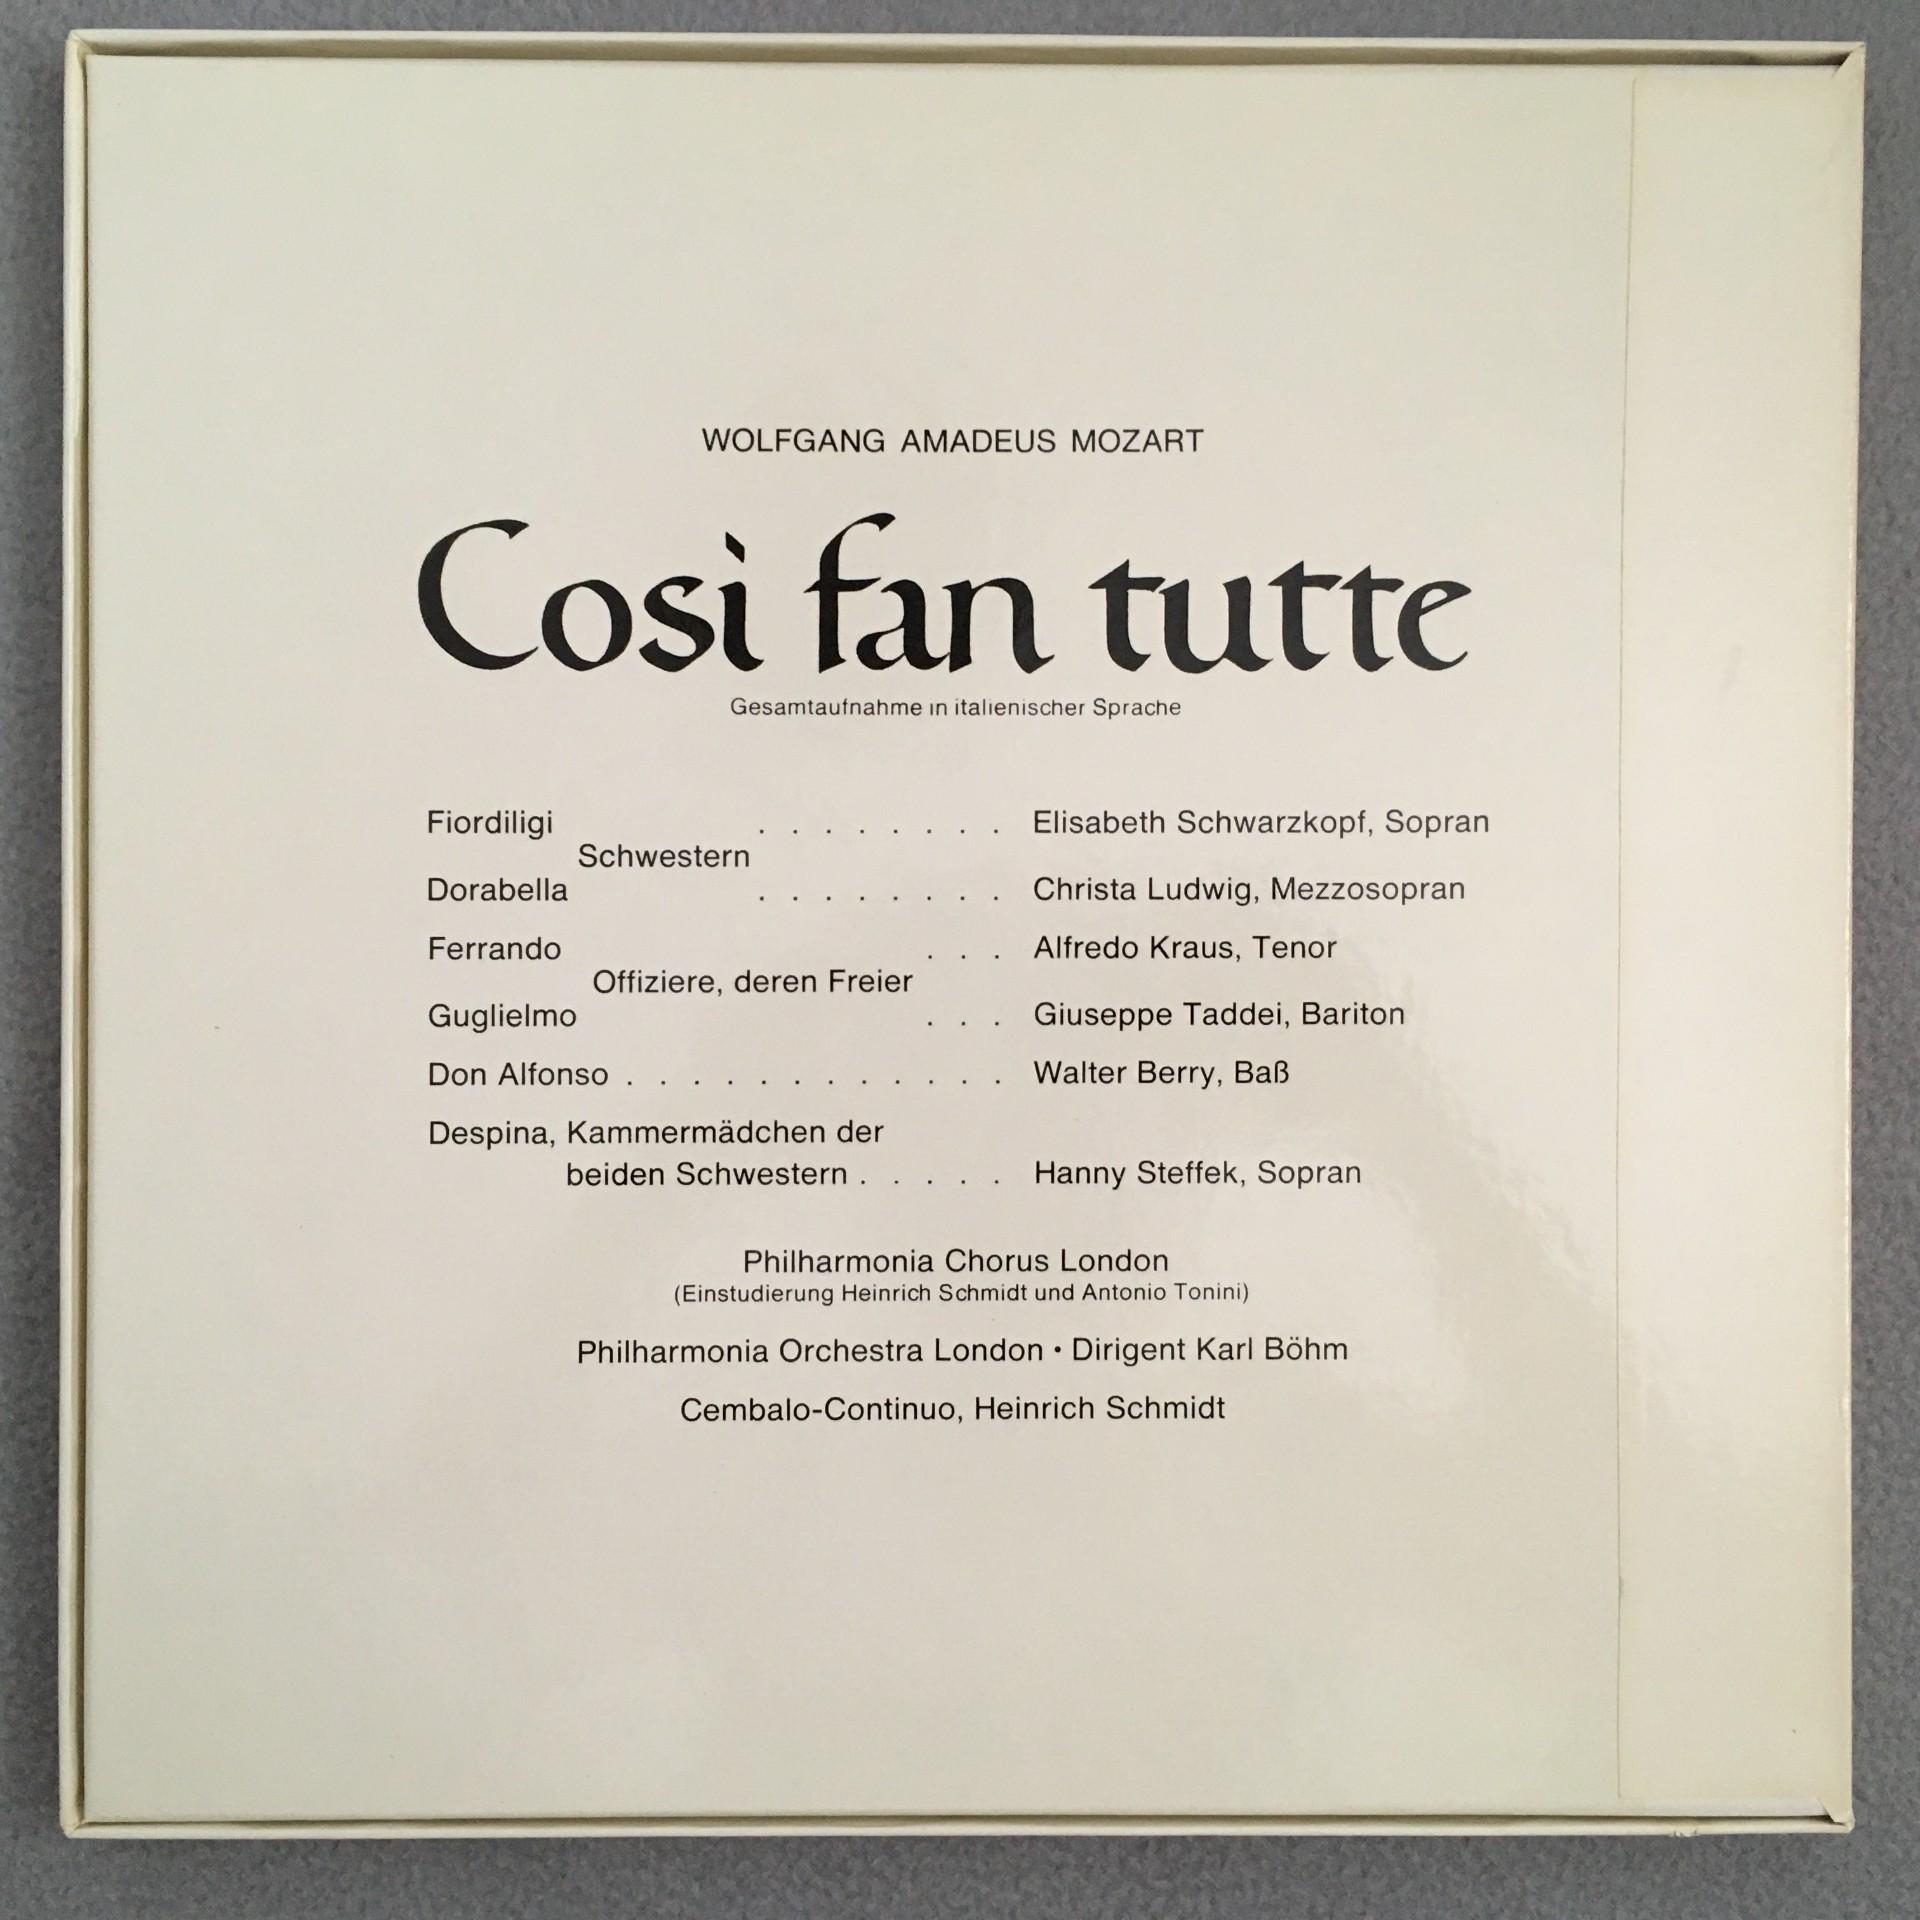 WOLFGANG AMADEUS MOZART
Così fan tutte
Gesamtaufnahme in italienischer Sprache
Fiordiligi . . . . . . . . Elisabeth Schwarzkopf, Sopran
Schwestern
Dorabella . . . . . . . . Christa Ludwig, Mezzosopran
Ferrando . . . Alfredo Kraus, Tenor
Offiziere, deren Freier
Guglielmo . . . Giuseppe Taddei, Bariton
Don Alfonso . . . . . . . . . . . . Walter Berry, Baß
Despina, Kammermädchen der
beiden Schwestern . . . . . Hanny Steffek, Sopran
Philharmonia Chorus London
(Einstudierung Heinrich Schmidt und Antonio Tonini)
Philharmonia Orchestra London • Dirigent Karl Böhm
Cembalo-Continuo, Heinrich Schmidt